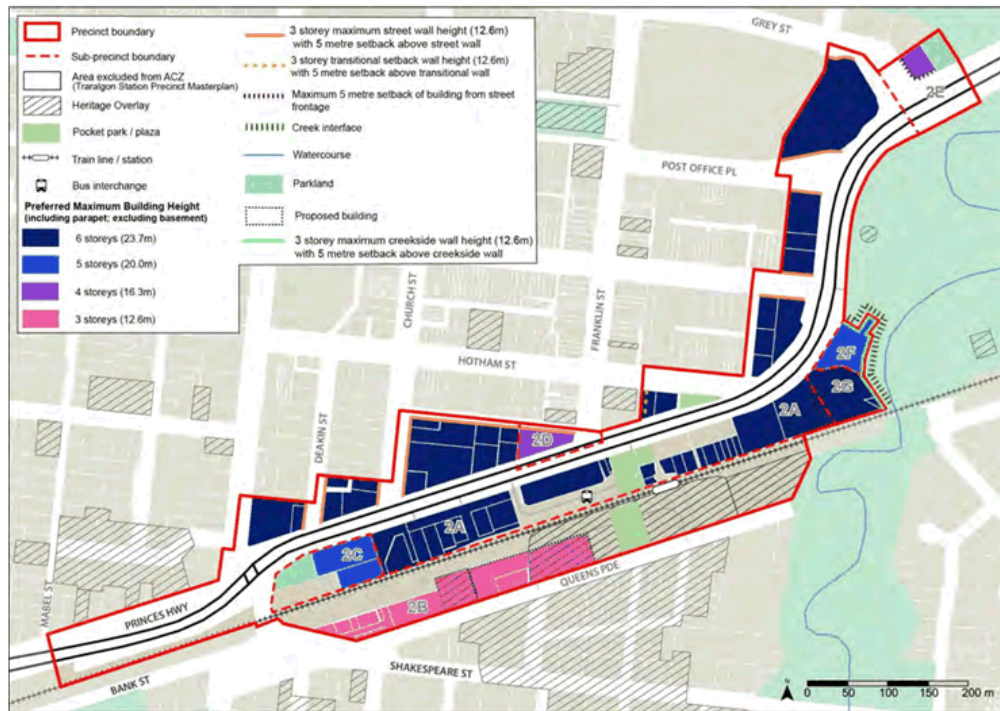 Precinct boundary
Sub-precinct boundary
Area excluded from ACZ
(Traralgon Station Precinct Masterplan)
Heritage Overlay
Pocket park / plaza
Train line / station
Bus interchange
Preferred Maximum Building Height
(including parapet; excluding basement)
6 storeys (23.7m)
5 storeys (20.0m)
4 storeys (16.3m)
3 storeys (12.6m)
3 storey maximum street wall height (12.6m)
with 5 metre setback above street wall
3 storey transitional setback wall height (12.6m)
with 5 metre setback above transitional wall
Maximum 5 metre setback of building from street
frontage
Creek interface
Watercourse
Parkland
Proposed building
3 storey maximum creekside wall height (12.6m)
with 5 metre setback above creekside wall
GREY ST
2E
POST OFFICE PL
CHURCH ST
FRANKLIN ST
HOTHAM ST
2F
2G
2A
DEAKIN ST
2D
2A
2C
QUEENS PDE
2B
MABEL ST
PRINCES HWY
SHAKESPEARE ST
BANK ST
N
0 50 100 150 200 m